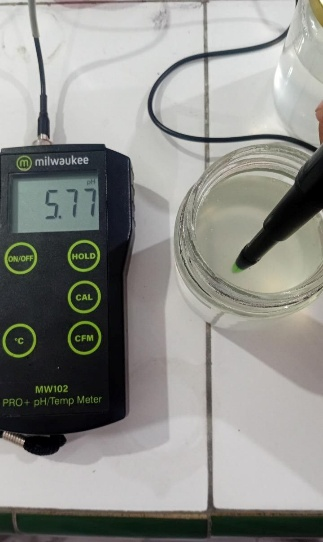 m milwaukee
pH
5.77
ON/OFF
HOLD
CAL
°C
CFM
MW102
PRO+ pH/Temp Meter